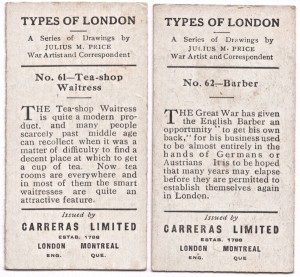 TYPES OF LONDON
A Series of Drawings by
JULIUS M. PRICE
War Artist and Correspondent
No. 61—Tea-shop
Waitress
THE Tea-shop Waitress
is quite a modern pro-
duct, and many people
scarcely past middle age
can recollect when it was a
matter of difficulty to find a
decent place at which to get
a cup of tea. Now tea
rooms are everywhere and
in most of them the smart
waitresses are quite an
attractive feature.
Issued by
CARRERAS LIMITED
ESTAB. 1788
LONDON MONTREAL
ENG. QUE.
TYPES OF LONDON
A Series of Drawings by
JULIUS M. PRICE
War Artist and Correspondent
No. 62—Barber
THE Great War has given
the English Barber an
opportunity "to get his own
back," for his business used
to be almost entirely in the
hands of Germans or
Austrians It is to be hoped
that many years may elapse
before they are permitted to
establish themselves again
in London.
Issued by
CARRERAS LIMITED
ESTAB. 1788
LONDON MONTREAL
ENG. QUE.